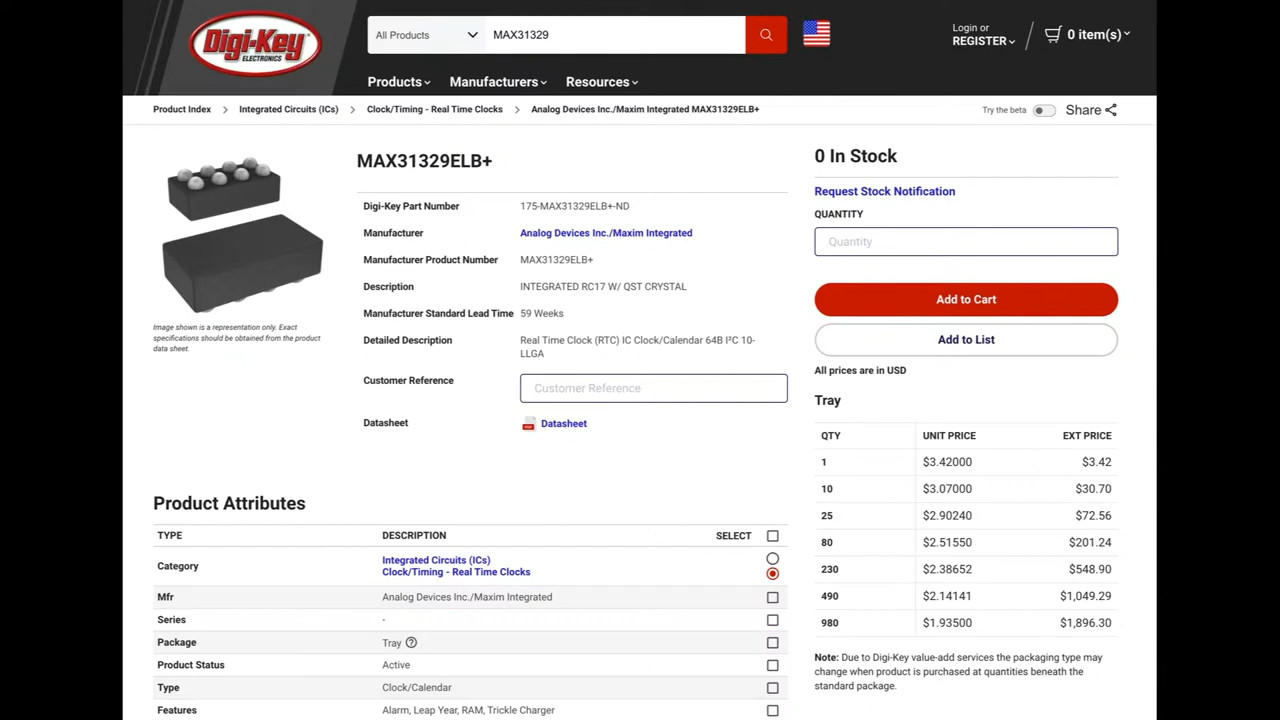 Digi-Key
ELECTRONICS
All Products
MAX31329
Login or
REGISTER
0 item(s)
Products
Manufacturers
Resources
Product Index
Integrated Circuits (ICs)
Clock/Timing - Real Time Clocks
Analog Devices Inc./Maxim Integrated MAX31329ELB+
Try the beta
Share
MAX31329ELB+
Digi-Key Part Number 175-MAX31329ELB+-ND
Manufacturer Analog Devices Inc./Maxim Integrated
Manufacturer Product Number MAX31329ELB+
Description INTEGRATED RC17 W/ QST CRYSTAL
Manufacturer Standard Lead Time 59 Weeks
Detailed Description Real Time Clock (RTC) IC Clock/Calendar 64B I²C 10-
LLGA
Customer Reference Customer Reference
Datasheet PDF Datasheet
Image shown is a representation only. Exact
specifications should be obtained from the product
data sheet.
0 In Stock
Request Stock Notification
QUANTITY
Quantity
Add to Cart
Add to List
All prices are in USD
Tray
QTY UNIT PRICE EXT PRICE
1 $3.42000 $3.42
10 $3.07000 $30.70
25 $2.90240 $72.56
80 $2.51550 $201.24
230 $2.38652 $548.90
490 $2.14141 $1,049.29
980 $1.93500 $1,896.30
Note: Due to Digi-Key value-add services the packaging type may
change when product is purchased at quantities beneath the
standard package.
Product Attributes
TYPE DESCRIPTION SELECT
Category Integrated Circuits (ICs)
Clock/Timing - Real Time Clocks
Mfr Analog Devices Inc./Maxim Integrated
Series -
Package Tray ?
Product Status Active
Type Clock/Calendar
Features Alarm, Leap Year, RAM, Trickle Charger